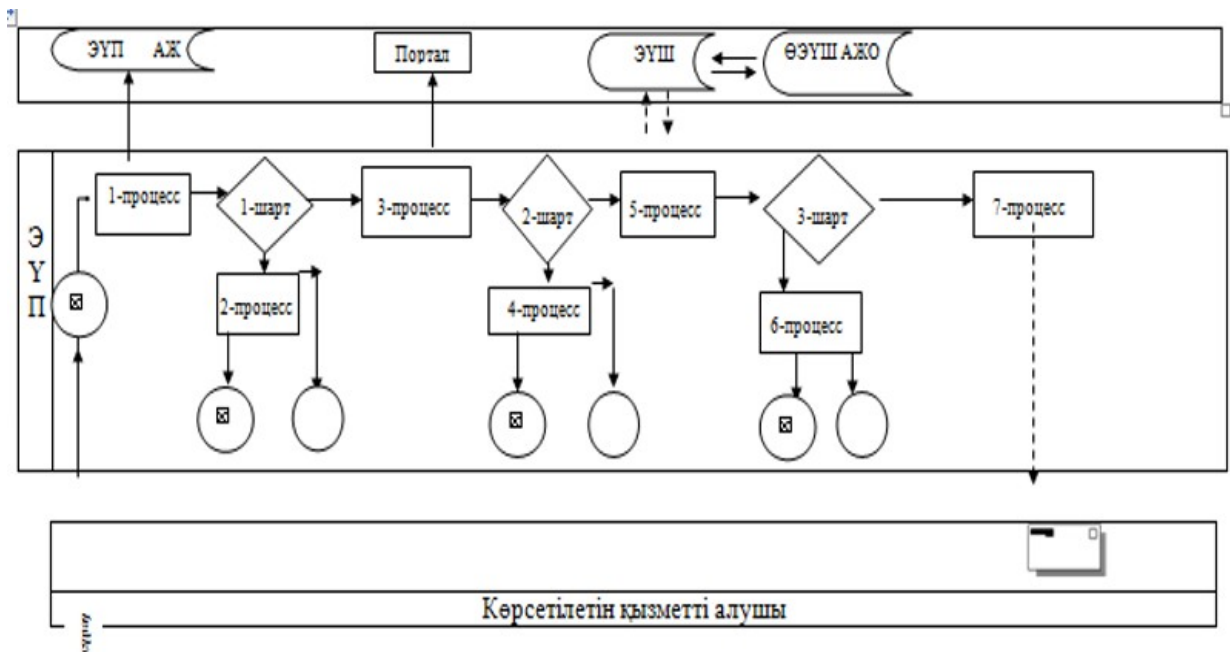 ЭҮП АЖ
Портал
ЭҮШ
ӨЭҮШ АЖО
ЭҮП
1-процесс
1-шарт
3-процесс
2-шарт
5-процесс
3-шарт
7-процесс
2-процесс
4-процесс
6-процесс
Көрсетілетін қызметті алушы